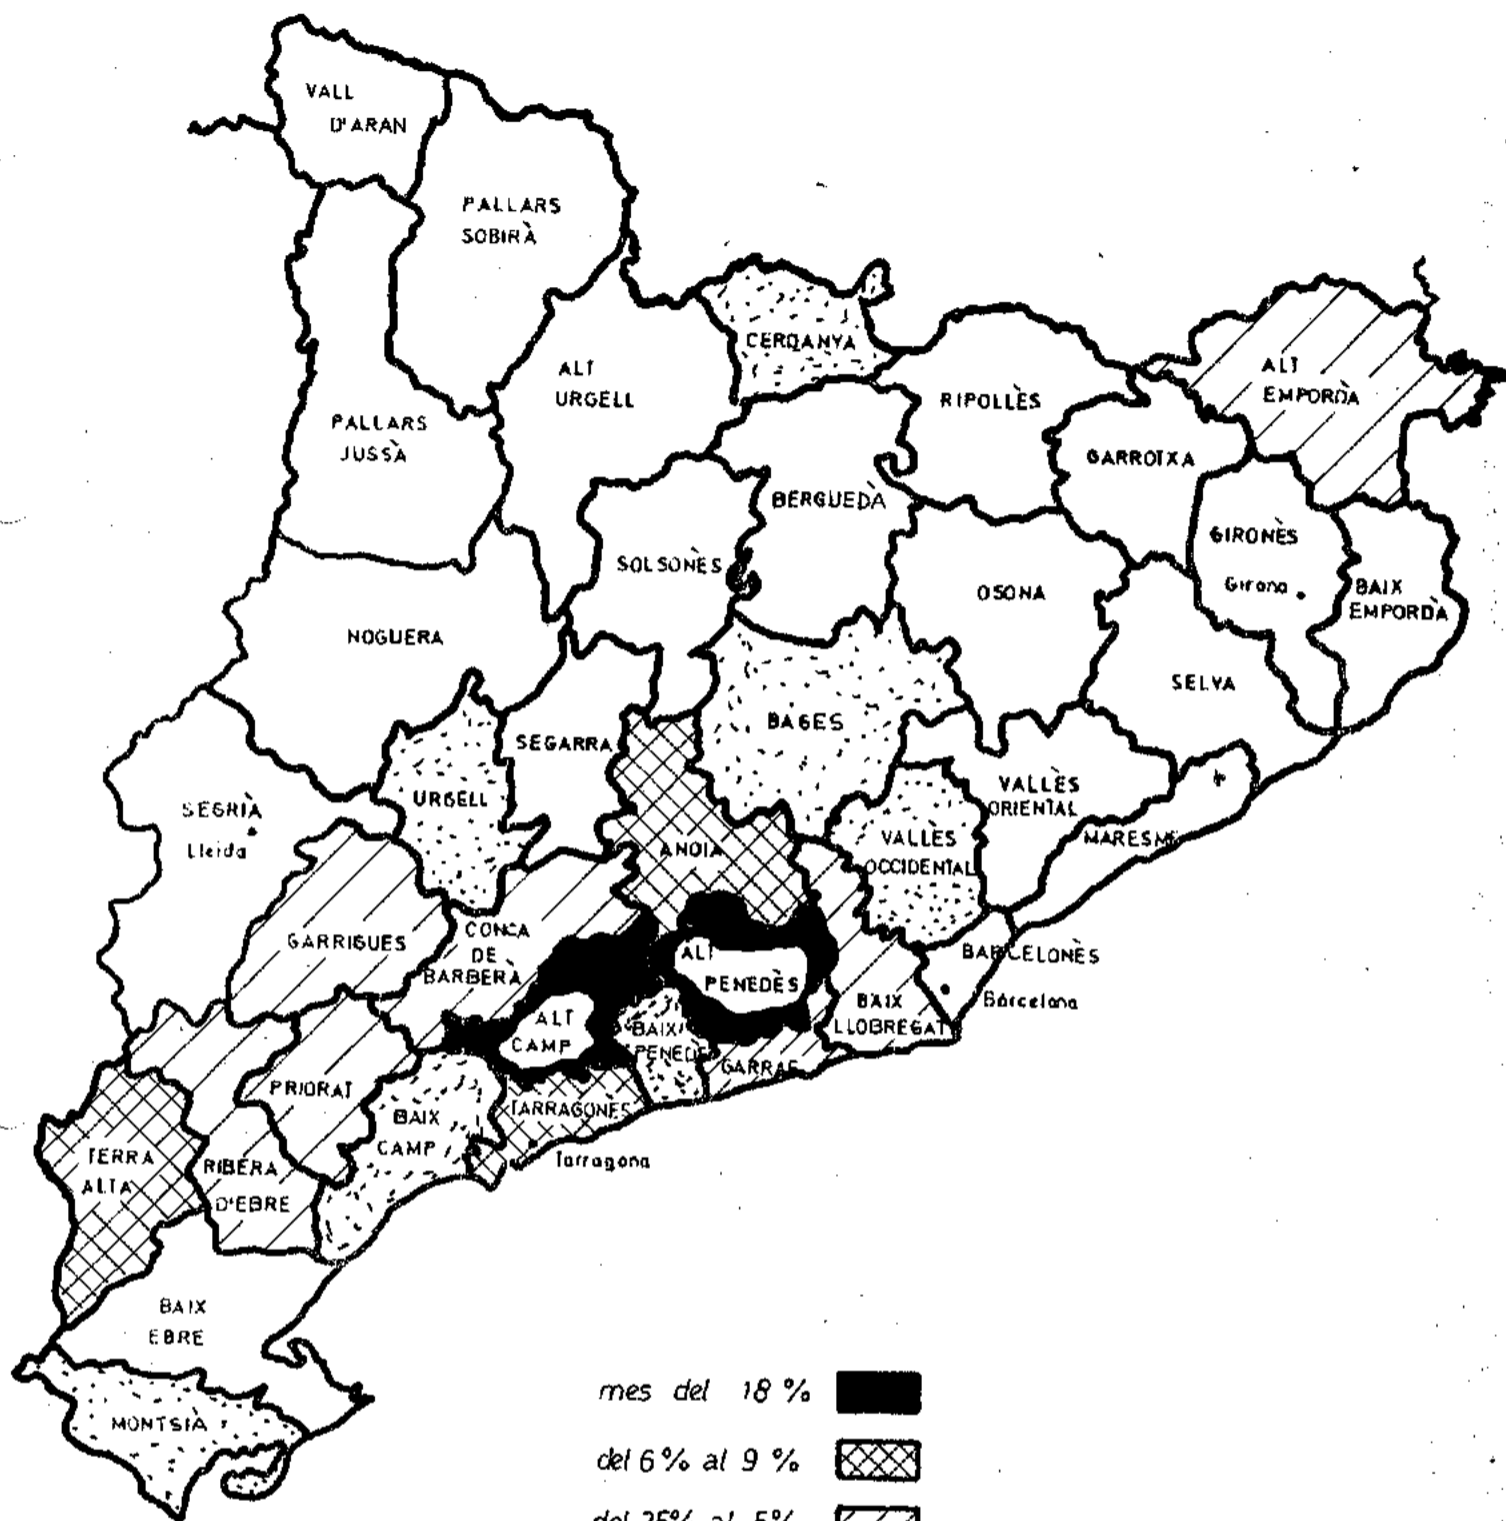 VALL
D'ARAN
PALLARS
SOBIRÀ
CERDANYA
ALT
URGELL
PALLARS
JUSSÀ
RIPOLLÈS
ALT
EMPORDÀ
GARROTXA
BERGUEDÀ
SOLSONÈS
GIRONÈS
Girona
BAIX
EMPORDÀ
OSONA
NOGUERA
SELVA
BAGES
SEGARRA
URGELL
VALLÈS
ORIENTAL
SEGRIÀ
Lleida
ANOIA
VALLÈS
OCCIDENTAL
MARESME
GARRIGUES
CONCA
DE
BARBERÀ
ALT
PENEDÈS
BARCELONÈS
Barcelona
BAIX
LLOBREGAT
ALT
CAMP
BAIX
PENEDE
GARRAF
PRIORAT
BAIX
CAMP
TARRAGONES
Tarragona
TERRA
ALTA
RIBERA
D'EBRE
BAIX
EBRE
MONTSIÀ
mes del 18 %
del 6% al 9 %